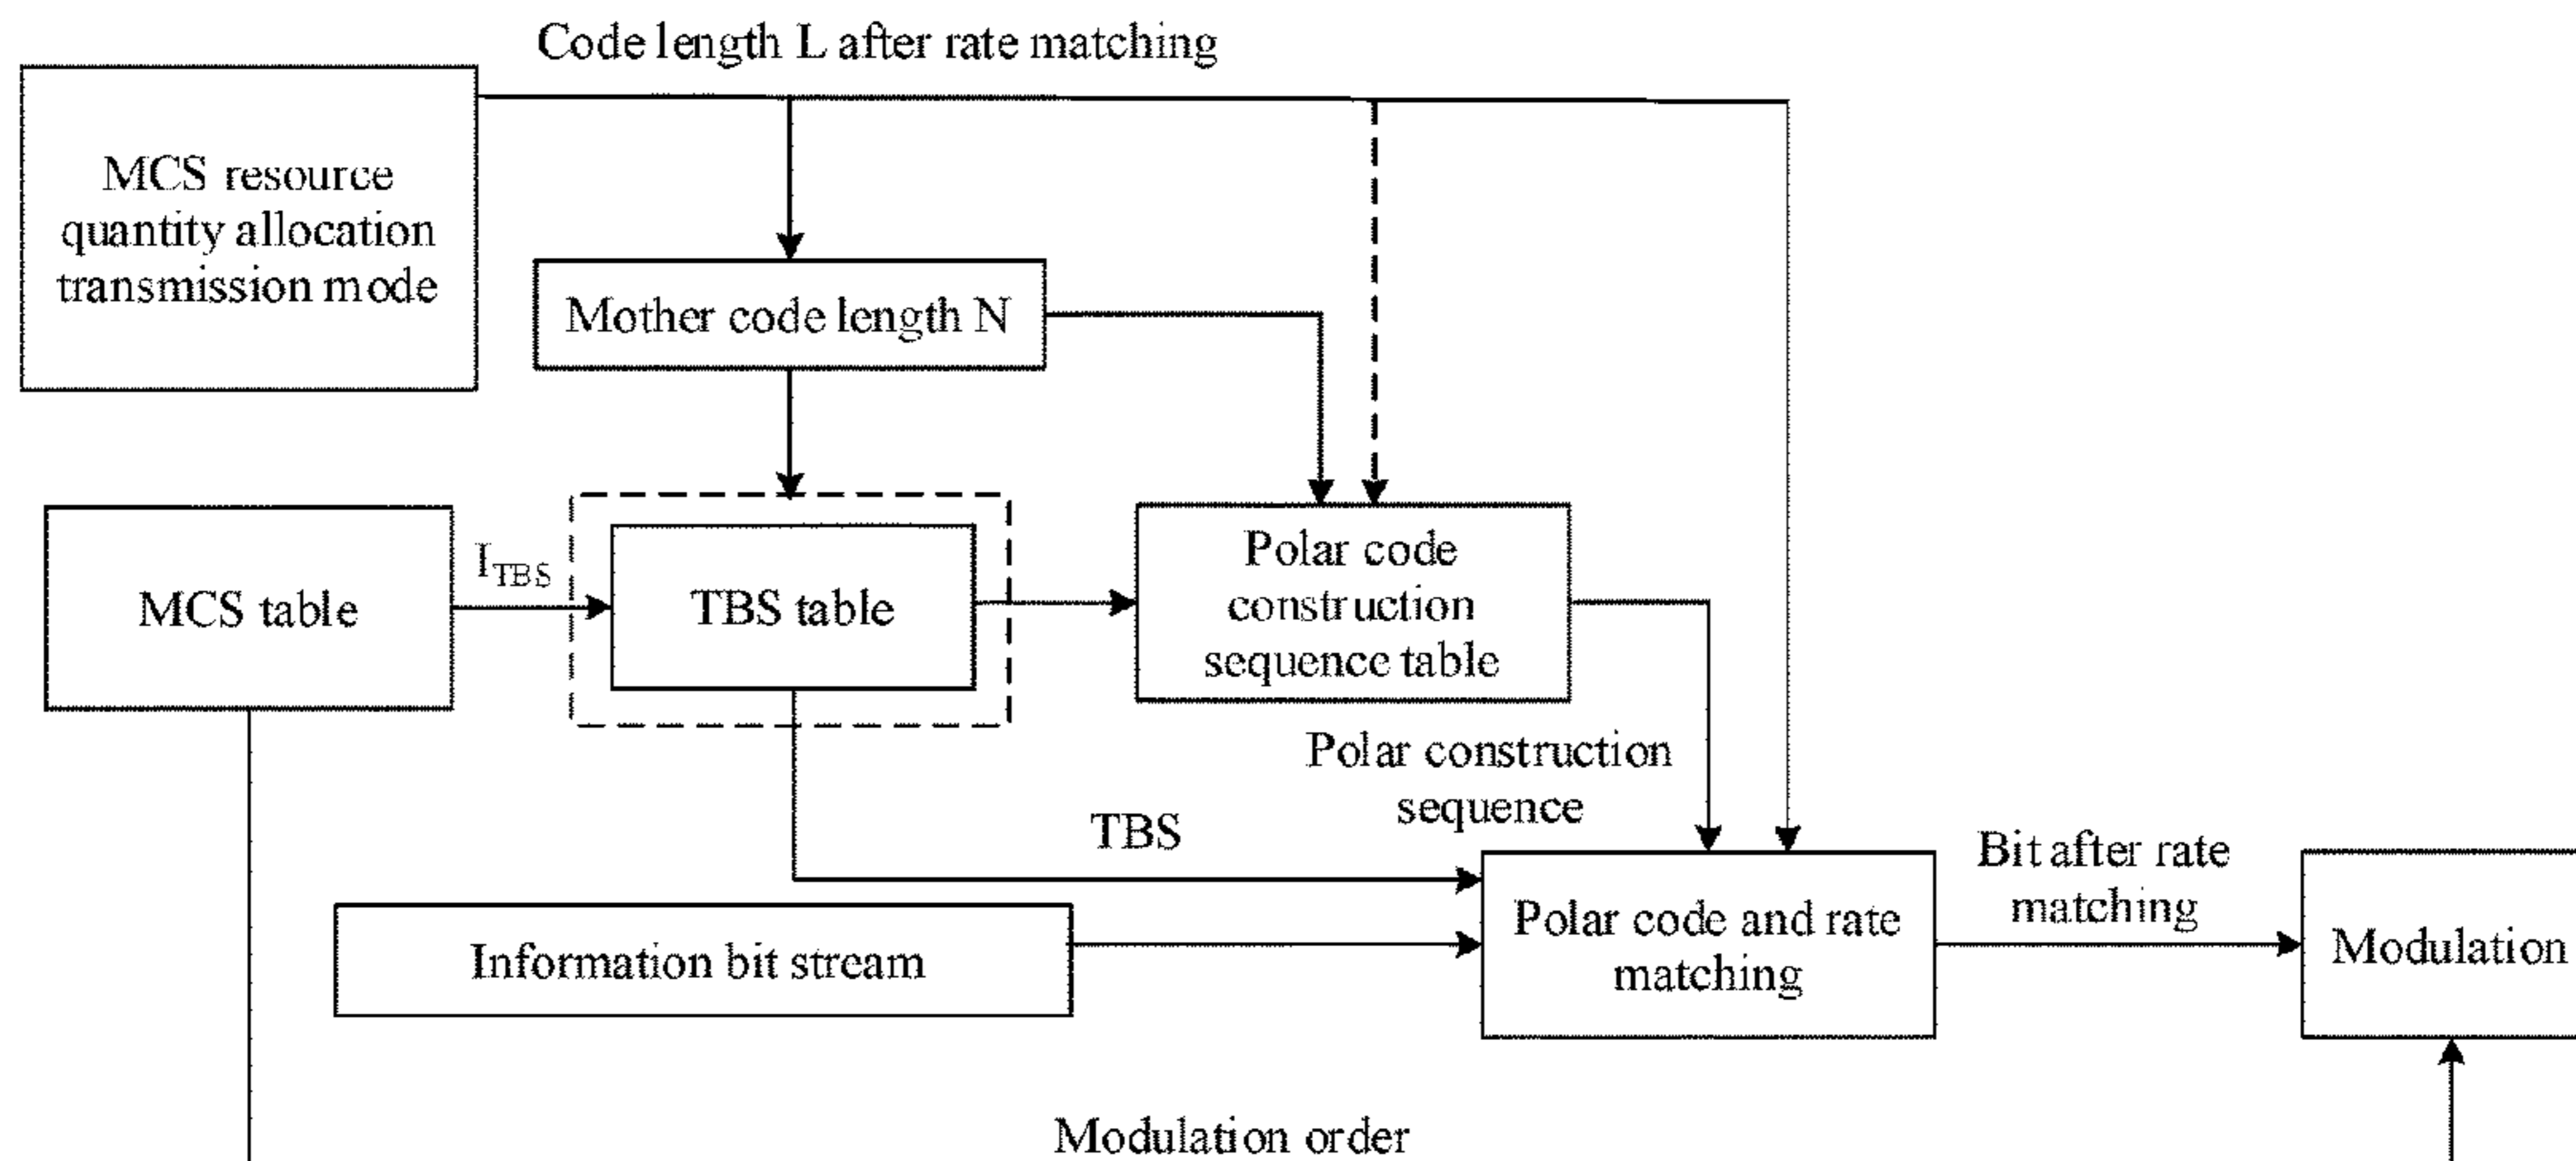 Code length L after rate matching
MCS resource
quantity allocation
transmission mode
Mother code length N
MCS table
I_TBS
TBS table
Polar code
construction
sequence table
Polar construction
sequence
TBS
Information bit stream
Polar code and rate
matching
Bit after rate
matching
Modulation
Modulation order